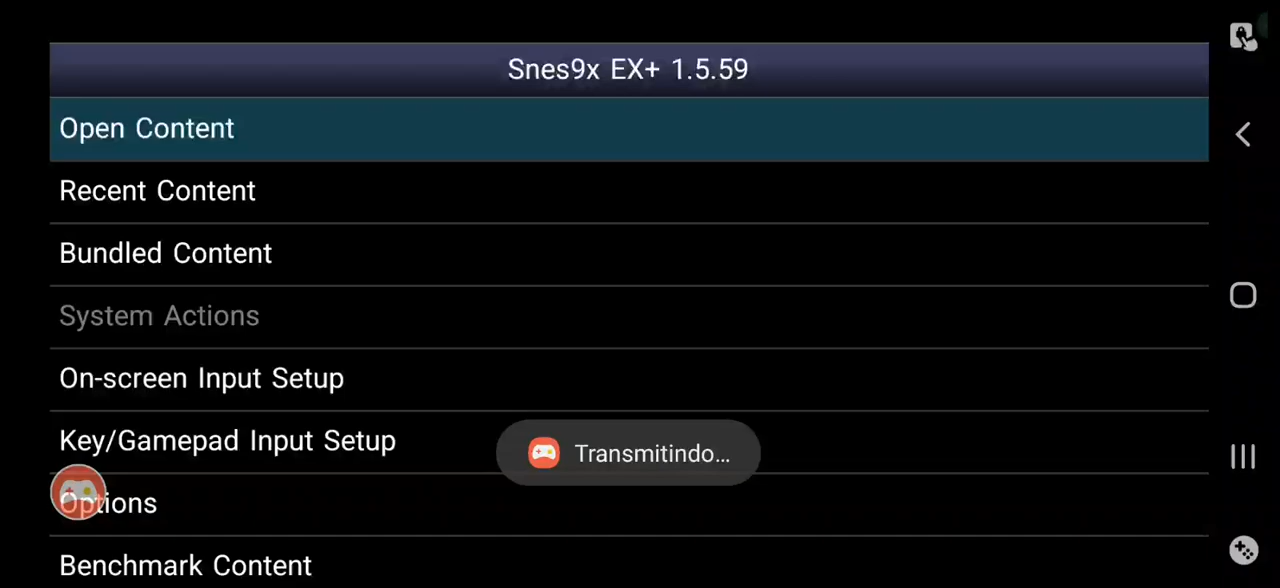 Snes9x EX+ 1.5.59
Open Content
Recent Content
Bundled Content
System Actions
On-screen Input Setup
Key/Gamepad Input Setup
Transmitindo...
Options
Benchmark Content